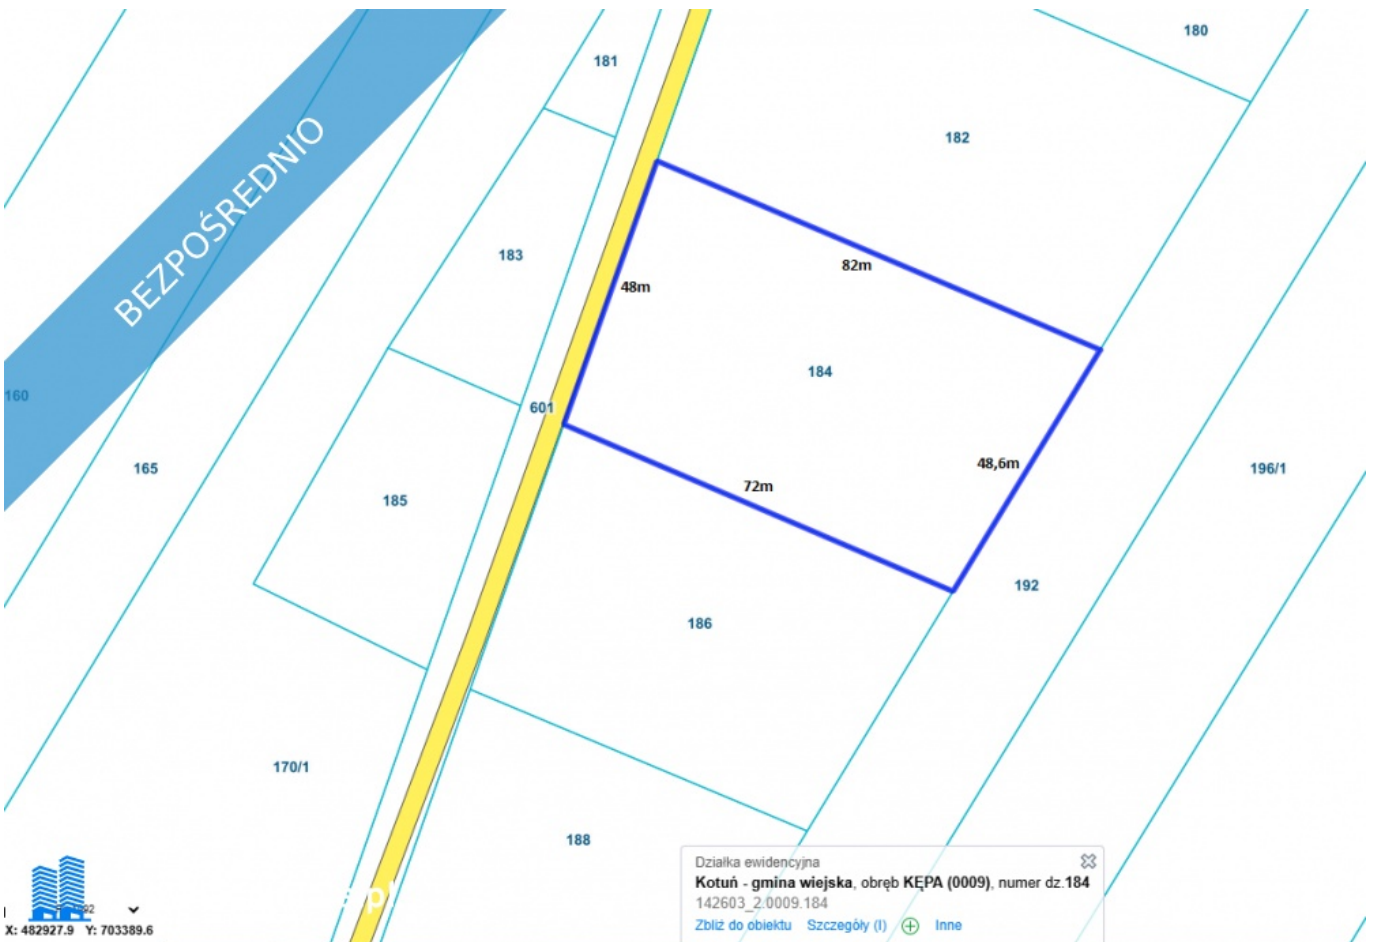 180
181
182
BEZPOŚREDNIO
183
82m
48m
184
160
601
165
48,6m
196/1
72m
185
192
186
170/1
188
Działka ewidencyjna
Kotuń - gmina wiejska, obręb KĘPA (0009), numer dz.184
142603_2.0009.184
Zbliż do obiektu Szczegóły (I) Inne
X: 482927.9 Y: 703389.6